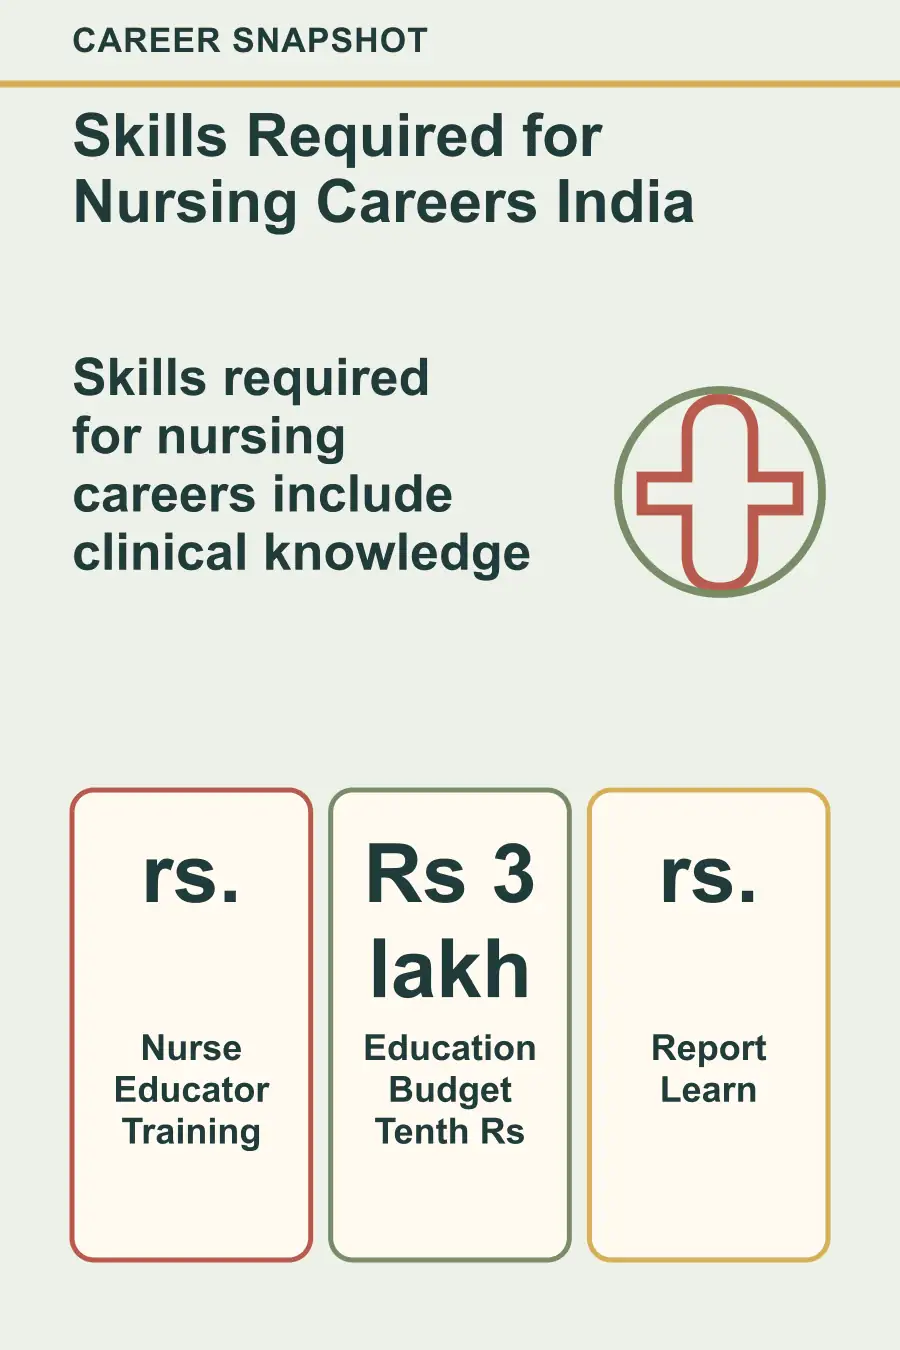 CAREER SNAPSHOT
Skills Required for
Nursing Careers India
Skills required
for nursing
careers include
clinical knowledge
rs.
Nurse
Educator
Training
Rs 3
lakh
Education
Budget
Tenth Rs
rs.
Report
Learn